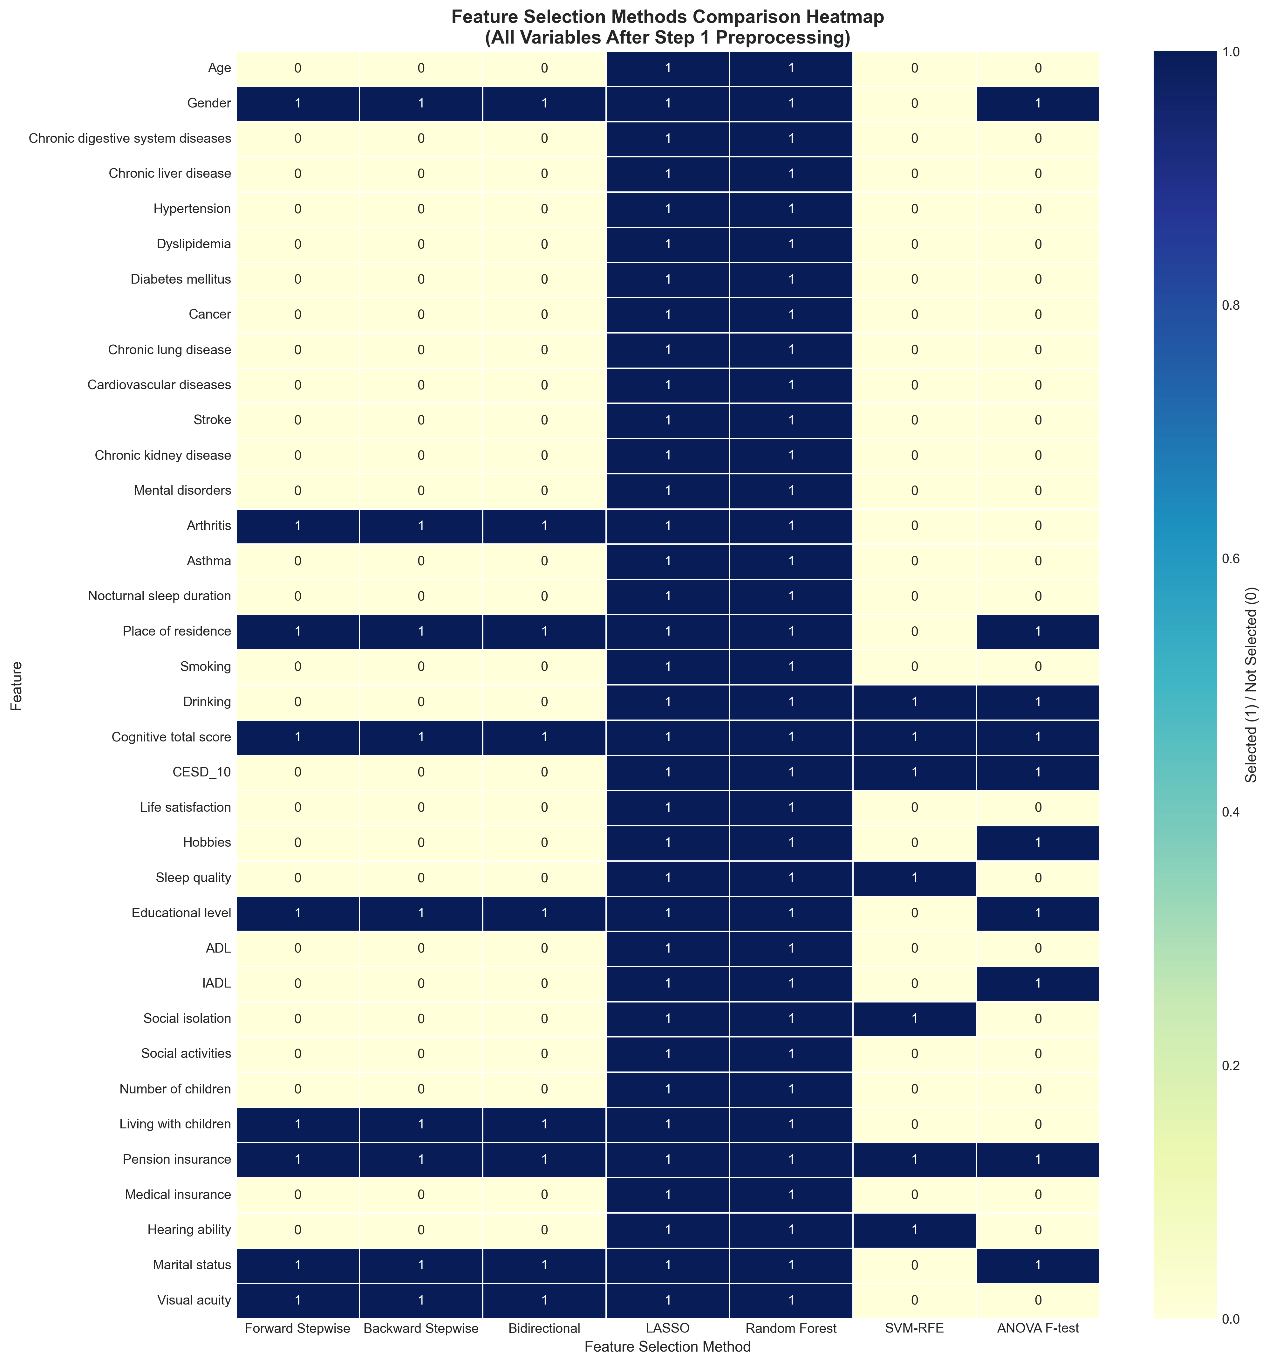 Feature Selection Methods Comparison Heatmap
(All Variables After Step 1 Preprocessing)
Age 0 0 0 1 1 0 0
Gender 1 1 1 1 1 0 1
Chronic digestive system diseases 0 0 0 1 1 0 0
Chronic liver disease 0 0 0 1 1 0 0
Hypertension 0 0 0 1 1 0 0
Dyslipidemia 0 0 0 1 1 0 0
Diabetes mellitus 0 0 0 1 1 0 0
Cancer 0 0 0 1 1 0 0
Chronic lung disease 0 0 0 1 1 0 0
Cardiovascular diseases 0 0 0 1 1 0 0
Stroke 0 0 0 1 1 0 0
Chronic kidney disease 0 0 0 1 1 0 0
Mental disorders 0 0 0 1 1 0 0
Arthritis 1 1 1 1 1 0 0
Asthma 0 0 0 1 1 0 0
Nocturnal sleep duration 0 0 0 1 1 0 0
Place of residence 1 1 1 1 1 0 1
Smoking 0 0 0 1 1 0 0
Drinking 0 0 0 1 1 1 1
Cognitive total score 1 1 1 1 1 1 1
CESD_10 0 0 0 1 1 1 1
Life satisfaction 0 0 0 1 1 0 0
Hobbies 0 0 0 1 1 0 1
Sleep quality 0 0 0 1 1 1 0
Educational level 1 1 1 1 1 0 1
ADL 0 0 0 1 1 0 0
IADL 0 0 0 1 1 0 1
Social isolation 0 0 0 1 1 1 0
Social activities 0 0 0 1 1 0 0
Number of children 0 0 0 1 1 0 0
Living with children 1 1 1 1 1 0 0
Pension insurance 1 1 1 1 1 1 1
Medical insurance 0 0 0 1 1 0 0
Hearing ability 0 0 0 1 1 1 0
Marital status 1 1 1 1 1 0 1
Visual acuity 1 1 1 1 1 0 0
Forward Stepwise Backward Stepwise Bidirectional LASSO Random Forest SVM-RFE ANOVA F-test
Feature Selection Method
Feature
1.0
0.8
0.6
0.4
0.2
0.0
Selected (1) / Not Selected (0)